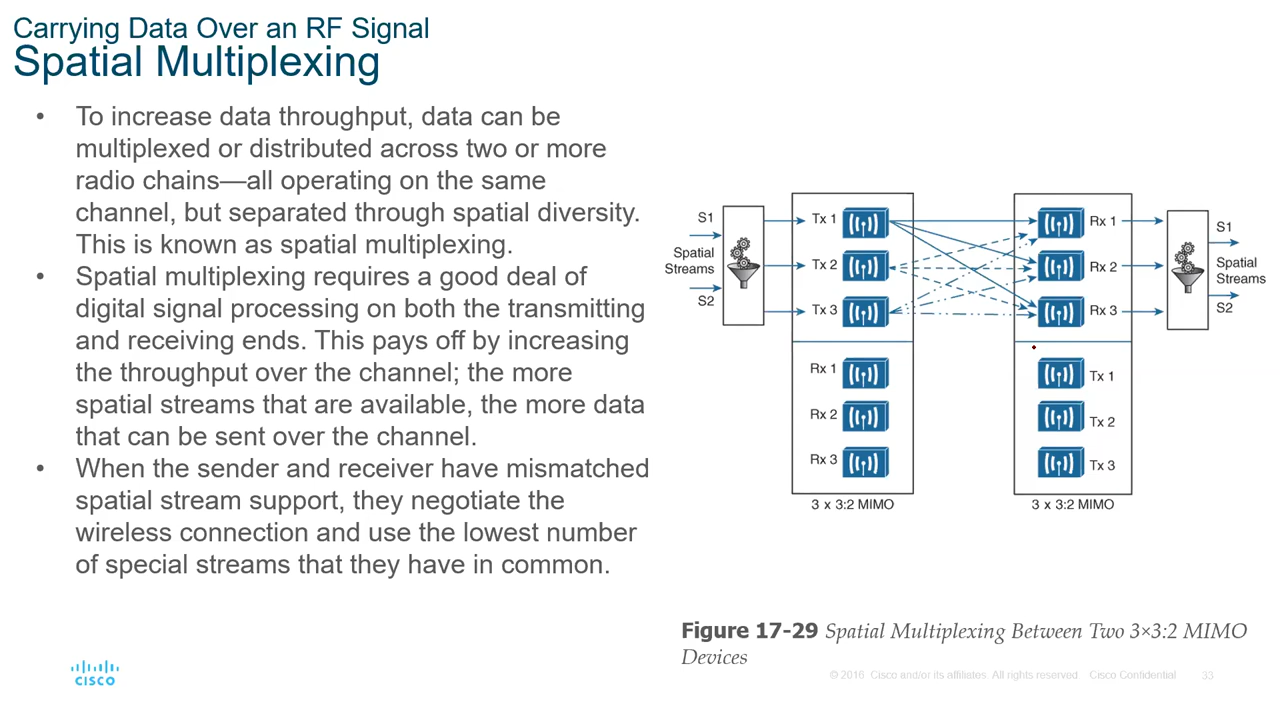 Carrying Data Over an RF Signal
Spatial Multiplexing
• To increase data throughput, data can be
multiplexed or distributed across two or more
radio chains—all operating on the same
channel, but separated through spatial diversity.
This is known as spatial multiplexing.
• Spatial multiplexing requires a good deal of
digital signal processing on both the transmitting
and receiving ends. This pays off by increasing
the throughput over the channel; the more
spatial streams that are available, the more data
that can be sent over the channel.
• When the sender and receiver have mismatched
spatial stream support, they negotiate the
wireless connection and use the lowest number
of special streams that they have in common.
S1
Spatial
Streams
S2
Tx 1
Tx 2
Tx 3
Rx 1
Rx 2
Rx 3
3 x 3:2 MIMO
Rx 1
Rx 2
Rx 3
Tx 1
Tx 2
Tx 3
3 x 3:2 MIMO
S1
Spatial
Streams
S2
Figure 17-29 Spatial Multiplexing Between Two 3×3:2 MIMO
Devices
CISCO
© 2016 Cisco and/or its affiliates. All rights reserved. Cisco Confidential
33